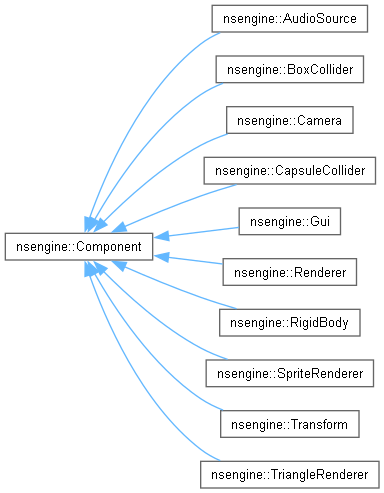 nsengine::AudioSource
nsengine::BoxCollider
nsengine::Camera
nsengine::CapsuleCollider
nsengine::Gui
nsengine::Component
nsengine::Renderer
nsengine::RigidBody
nsengine::SpriteRenderer
nsengine::Transform
nsengine::TriangleRenderer